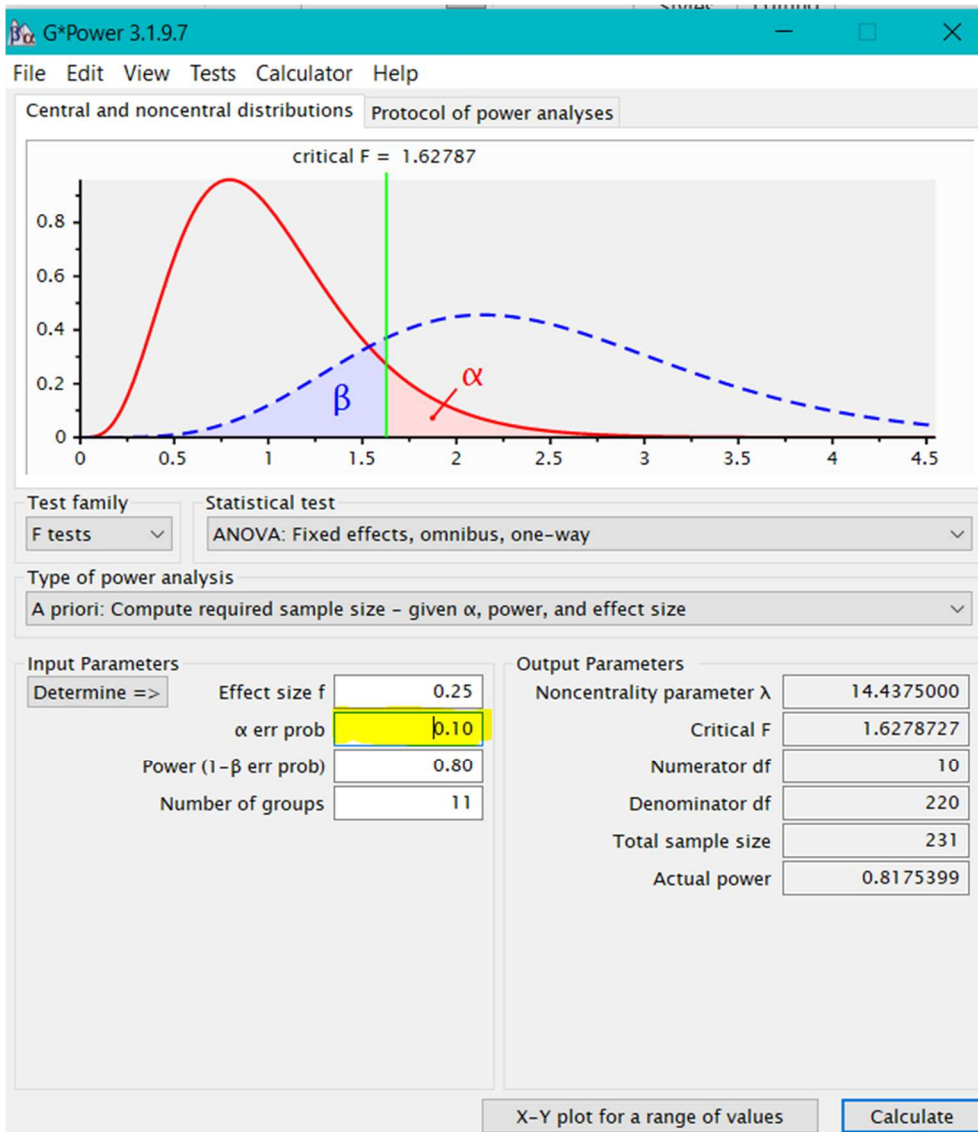 G*Power 3.1.9.7
File Edit View Tests Calculator Help
Central and noncentral distributions Protocol of power analyses
critical F = 1.62787
0.8
0.6
0.4
0.2
0
β
α
0 0.5 1 1.5 2 2.5 3 3.5 4 4.5
Test family Statistical test
F tests ANOVA: Fixed effects, omnibus, one-way
Type of power analysis
A priori: Compute required sample size - given α, power, and effect size
Input Parameters Output Parameters
Determine => Effect size f 0.25 Noncentrality parameter λ 14.4375000
α err prob 0.10 Critical F 1.6278727
Power (1-β err prob) 0.80 Numerator df 10
Number of groups 11 Denominator df 220
Total sample size 231
Actual power 0.8175399
X-Y plot for a range of values Calculate